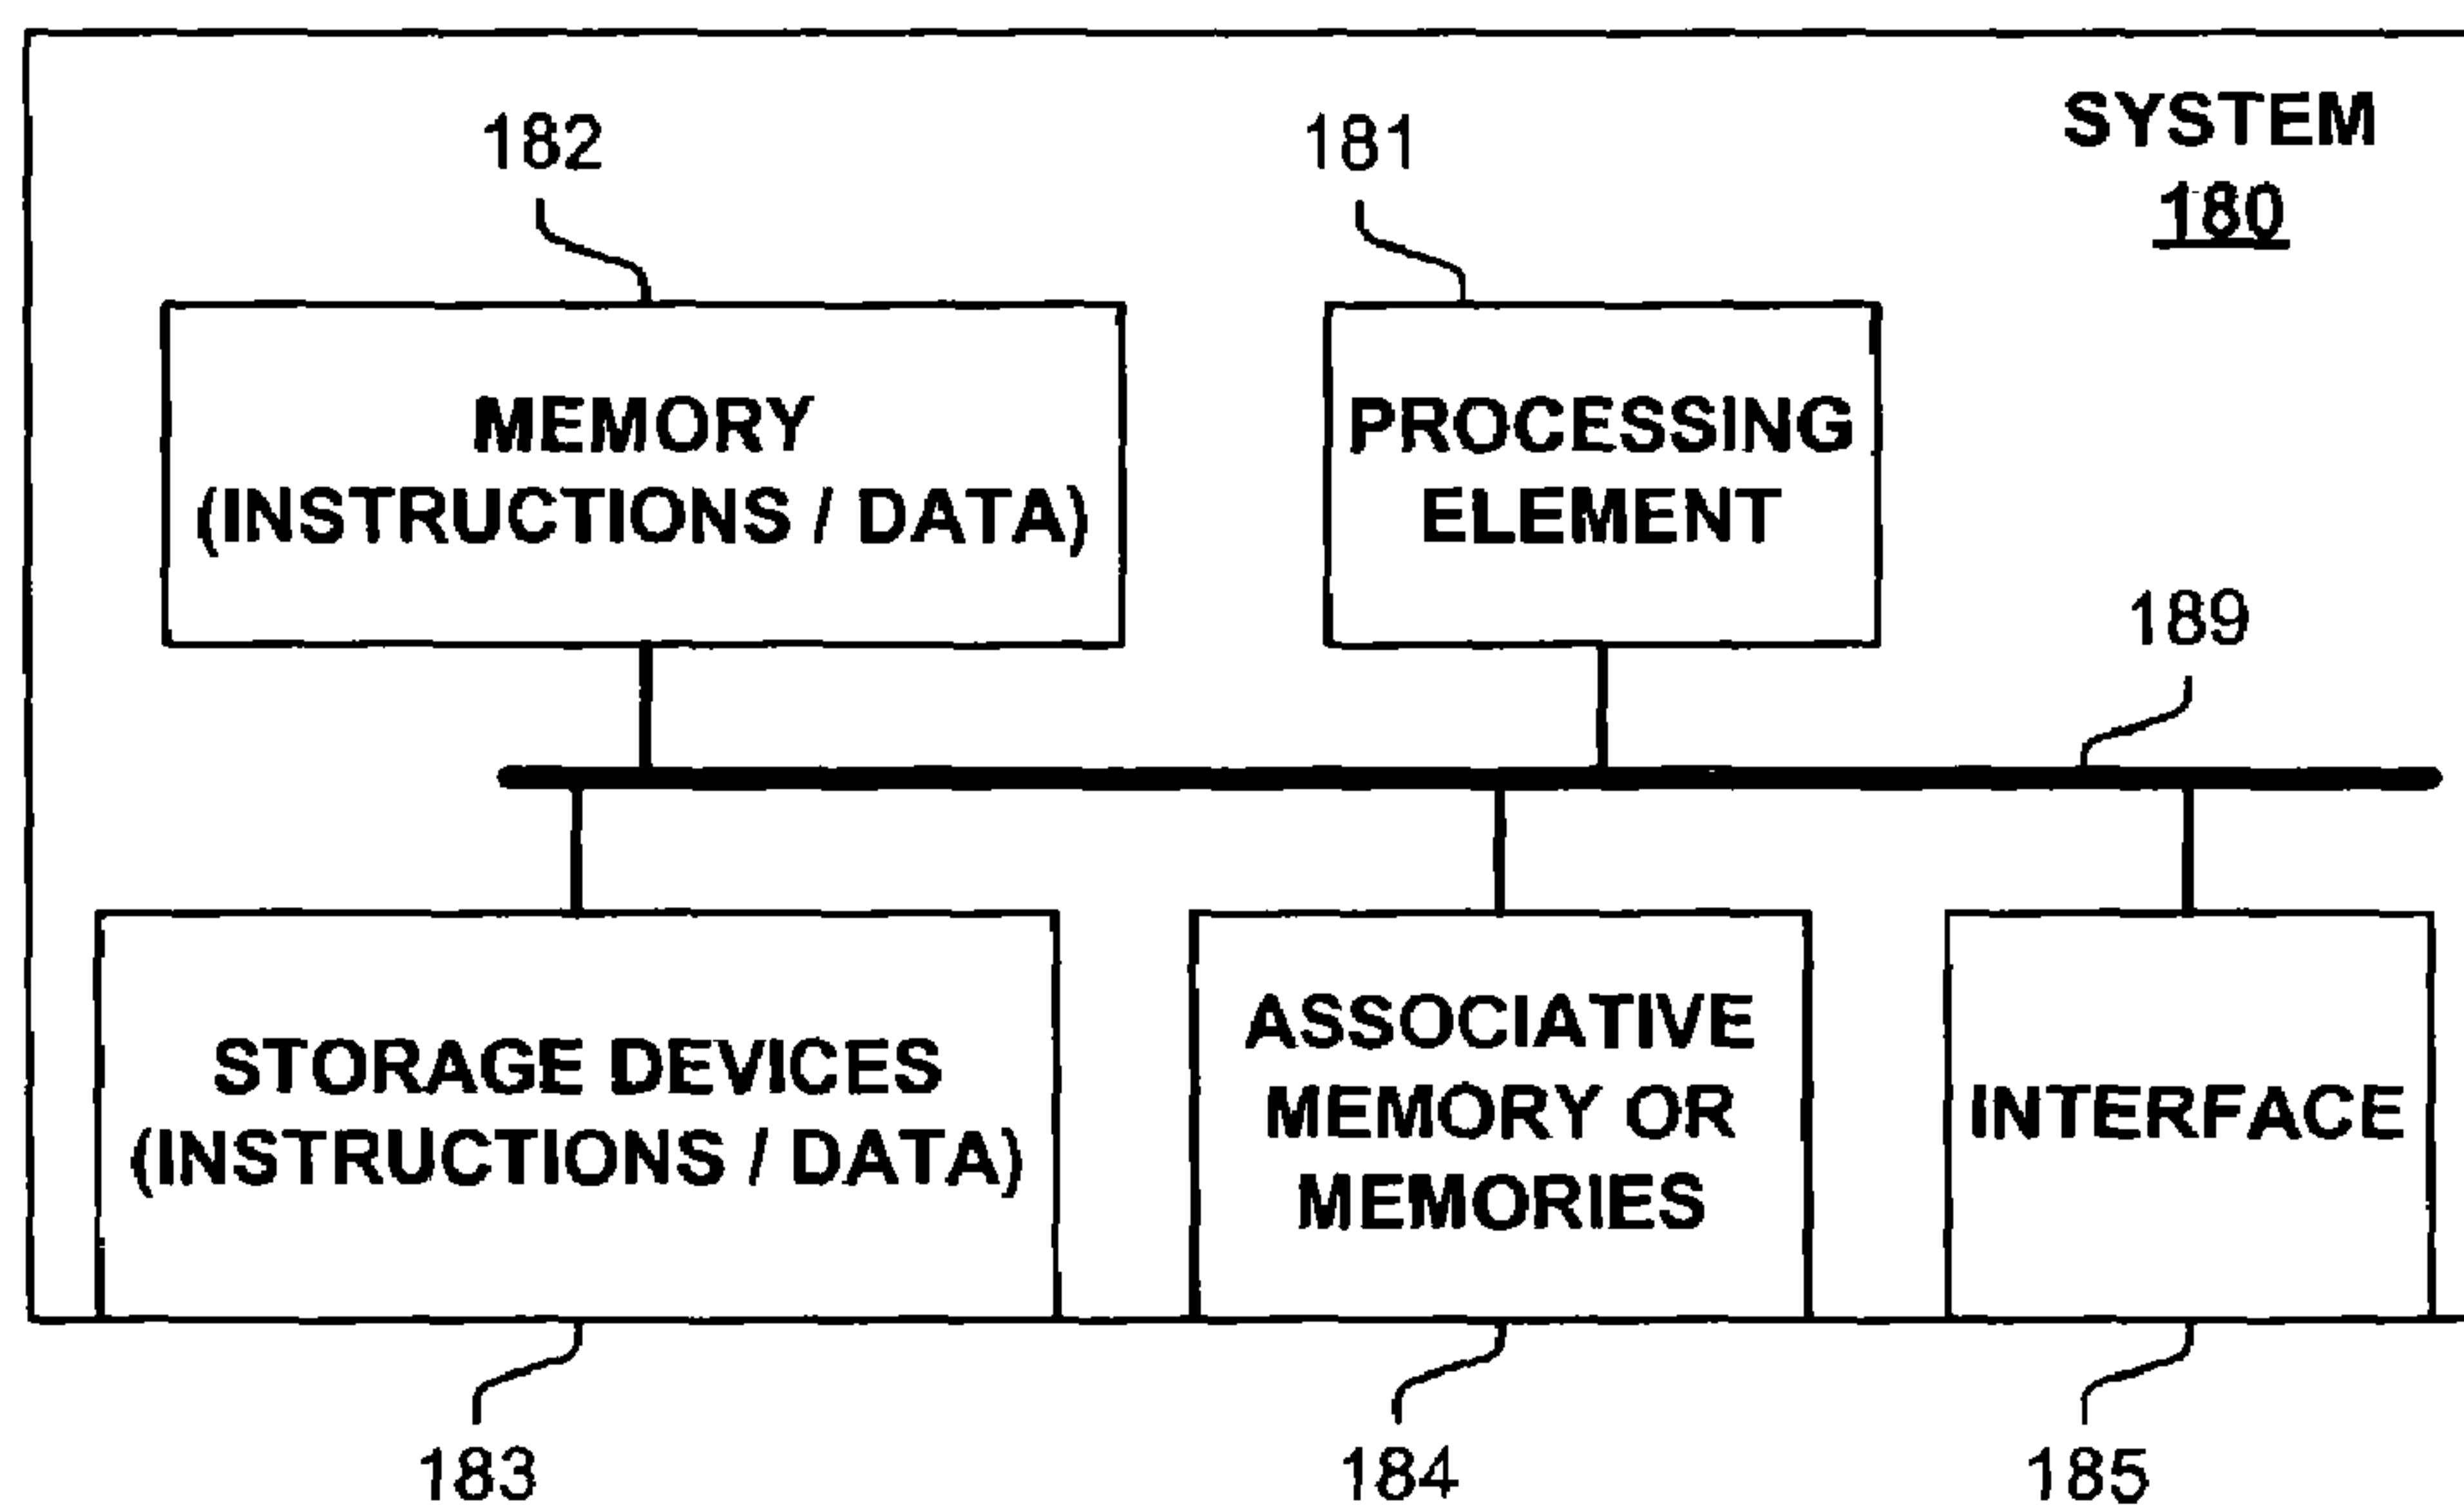 SYSTEM
180
182
181
MEMORY
(INSTRUCTIONS / DATA)
PROCESSING
ELEMENT
189
STORAGE DEVICES
(INSTRUCTIONS / DATA)
ASSOCIATIVE
MEMORY OR
MEMORIES
INTERFACE
183
184
185